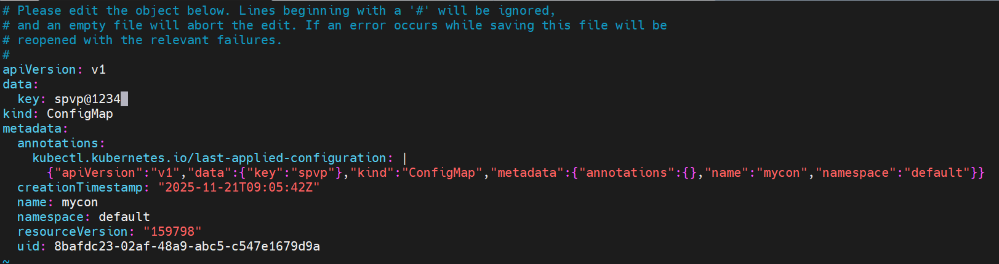 # Please edit the object below. Lines beginning with a '#' will be ignored,
# and an empty file will abort the edit. If an error occurs while saving this file will be
# reopened with the relevant failures.
#
apiVersion: v1
data:
  key: spvp@1234
kind: ConfigMap
metadata:
  annotations:
    kubectl.kubernetes.io/last-applied-configuration: |
      {"apiVersion":"v1","data":{"key":"spvp"},"kind":"ConfigMap","metadata":{"annotations":{},"name":"mycon","namespace":"default"}}
  creationTimestamp: "2025-11-21T09:05:42Z"
  name: mycon
  namespace: default
  resourceVersion: "159798"
  uid: 8bafdc23-02af-48a9-abc5-c547e1679d9a
~